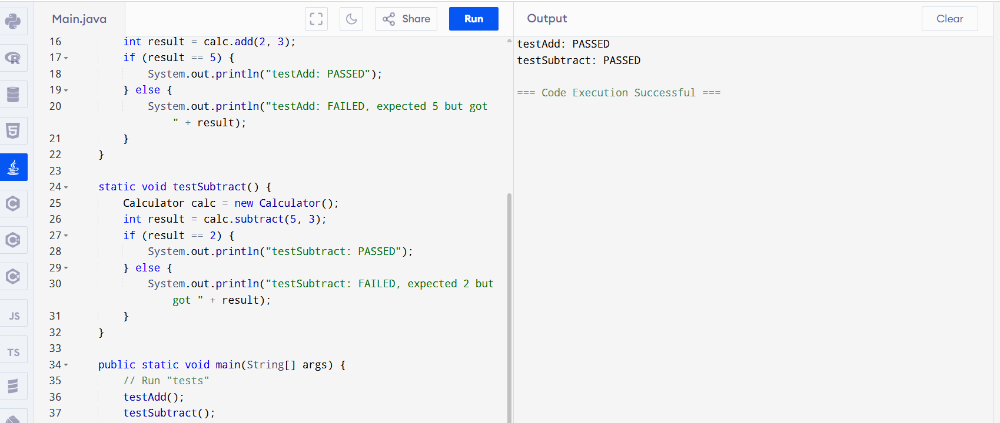 Main.java
Share
Run
Output
Clear
16 int result = calc.add(2, 3);
17 if (result == 5) {
18 System.out.println("testAdd: PASSED");
19 } else {
20 System.out.println("testAdd: FAILED, expected 5 but got
" + result);
21 }
22 }
23
24 static void testSubtract() {
25 Calculator calc = new Calculator();
26 int result = calc.subtract(5, 3);
27 if (result == 2) {
28 System.out.println("testSubtract: PASSED");
29 } else {
30 System.out.println("testSubtract: FAILED, expected 2 but
got " + result);
31 }
32 }
33
34 public static void main(String[] args) {
35 // Run "tests"
36 testAdd();
37 testSubtract();
testAdd: PASSED
testSubtract: PASSED
=== Code Execution Successful ===
R
5
C
C++
C#
JS
TS